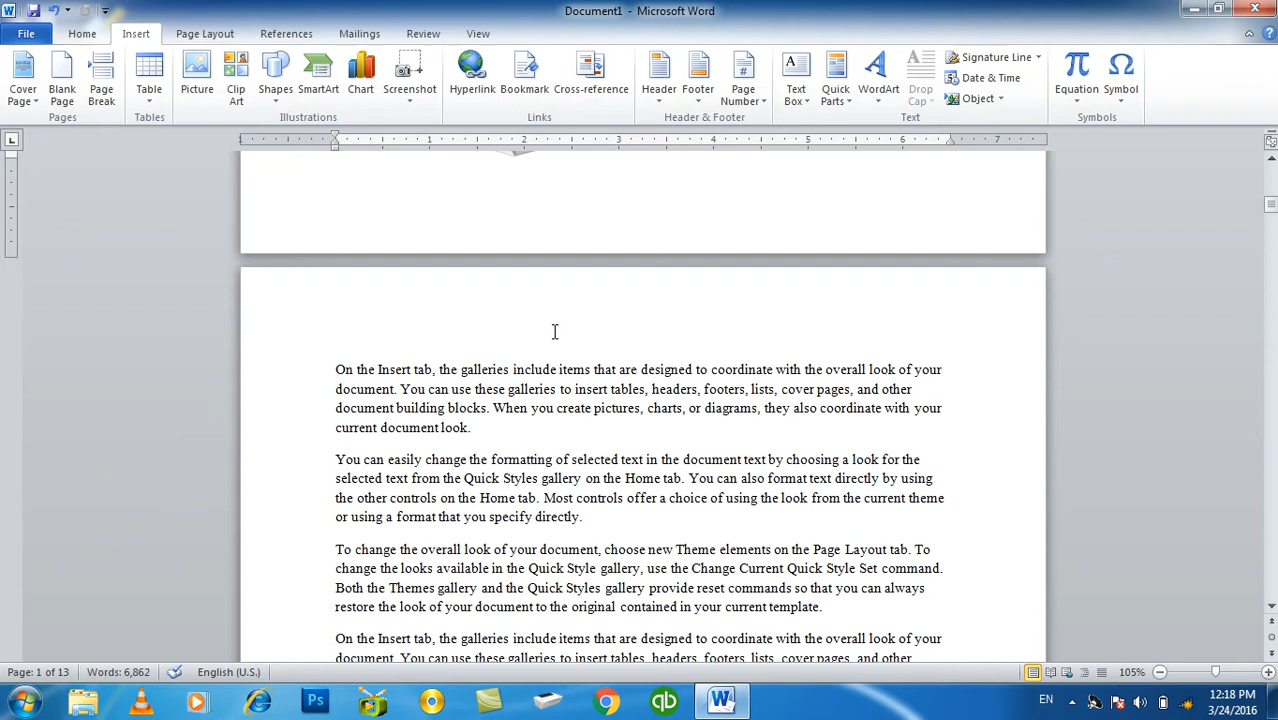 Document1 - Microsoft Word
File Home Insert Page Layout References Mailings Review View
Cover Page Blank Page Page Break Table Picture Clip Art Shapes SmartArt Chart Screenshot Hyperlink Bookmark Cross-reference Header Footer Page Number Text Box Quick Parts WordArt Drop Cap Signature Line Date & Time Object Equation Symbol
Pages Tables Illustrations Links Header & Footer Text Symbols
1 1 2 3 4 5 6 7
On the Insert tab, the galleries include items that are designed to coordinate with the overall look of your
document. You can use these galleries to insert tables, headers, footers, lists, cover pages, and other
document building blocks. When you create pictures, charts, or diagrams, they also coordinate with your
current document look.
You can easily change the formatting of selected text in the document text by choosing a look for the
selected text from the Quick Styles gallery on the Home tab. You can also format text directly by using
the other controls on the Home tab. Most controls offer a choice of using the look from the current theme
or using a format that you specify directly.
To change the overall look of your document, choose new Theme elements on the Page Layout tab. To
change the looks available in the Quick Style gallery, use the Change Current Quick Style Set command.
Both the Themes gallery and the Quick Styles gallery provide reset commands so that you can always
restore the look of your document to the original contained in your current template.
On the Insert tab, the galleries include items that are designed to coordinate with the overall look of your
document. You can use these galleries to insert tables, headers, footers, lists, cover pages, and other
Page: 1 of 13 Words: 6,862 English (U.S.) 105%
EN 12:18 PM
3/24/2016